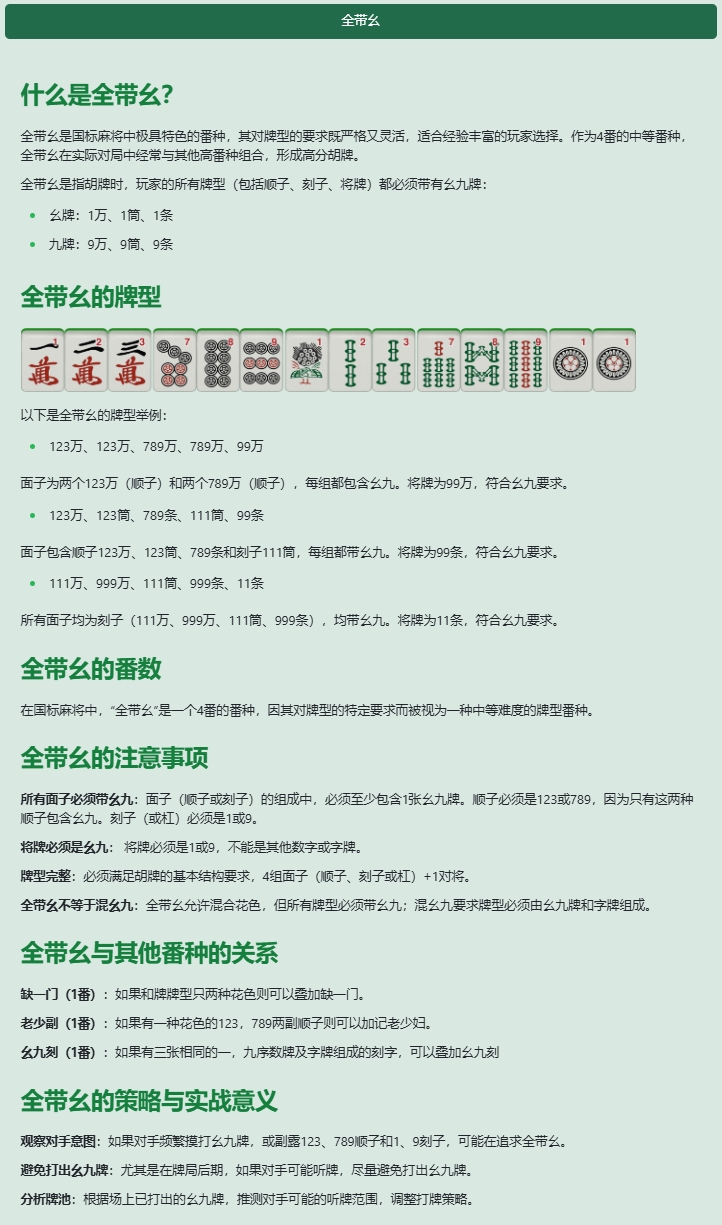 全带幺
什么是全带幺?
全带幺是国标麻将中极具特色的番种，其对牌型的要求既严格又灵活，适合经验丰富的玩家选择。作为4番的中等番种，
全带幺在实际对局中经常与其他高番种组合，形成高分胡牌。
全带幺是指胡牌时，玩家的所有牌型（包括顺子、刻子、将牌）都必须带有幺九牌：
幺牌：1万、1筒、1条
九牌：9万、9筒、9条
全带幺的牌型
一萬1 二萬2 三萬3 7 8 9 1 2 3 7 8 9 1 1
以下是全带幺的牌型举例：
123万、123万、789万、789万、99万
面子为两个123万（顺子）和两个789万（顺子），每组都包含幺九。将牌为99万，符合幺九要求。
123万、123筒、789条、111筒、99条
面子包含顺子123万、123筒、789条和刻子111筒，每组都带幺九。将牌为99条，符合幺九要求。
111万、999万、111筒、999条、11条
所有面子均为刻子（111万、999万、111筒、999条），均带幺九。将牌为11条，符合幺九要求。
全带幺的番数
在国标麻将中，“全带幺”是一个4番的番种，因其对牌型的特定要求而被视为一种中等难度的牌型番种。
全带幺的注意事项
所有面子必须带幺九：面子（顺子或刻子）的组成中，必须至少包含1张幺九牌。顺子必须是123或789，因为只有这两种
顺子包含幺九。刻子（或杠）必须是1或9。
将牌必须是幺九： 将牌必须是1或9，不能是其他数字或字牌。
牌型完整：必须满足胡牌的基本结构要求，4组面子（顺子、刻子或杠）+1对将。
全带幺不等于混幺九：全带幺允许混合花色，但所有牌型必须带幺九；混幺九要求牌型必须由幺九牌和字牌组成。
全带幺与其他番种的关系
缺一门（1番）：如果和牌牌型只两种花色则可以叠加缺一门。
老少副（1番）：如果有一种花色的123，789两副顺子则可以加记老少妇。
幺九刻（1番）：如果有三张相同的一，九序数牌及字牌组成的刻字，可以叠加幺九刻
全带幺的策略与实战意义
观察对手意图：如果对手频繁摸打幺九牌，或副露123、789顺子和1、9刻子，可能在追求全带幺。
避免打出幺九牌：尤其是在牌局后期，如果对手可能听牌，尽量避免打出幺九牌。
分析牌池：根据场上已打出的幺九牌，推测对手可能的听牌范围，调整打牌策略。